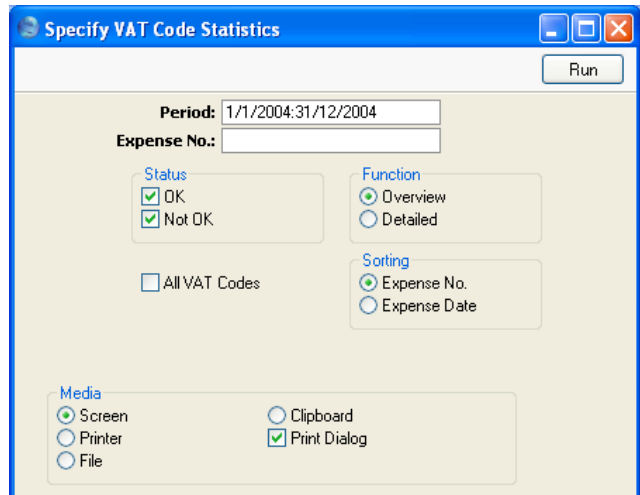 Specify VAT Code Statistics
Run
Period: 1/1/2004:31/12/2004
Expense No.:
Status
OK
Not OK
Function
Overview
Detailed
All VAT Codes
Sorting
Expense No.
Expense Date
Media
Screen
Printer
File
Clipboard
Print Dialog